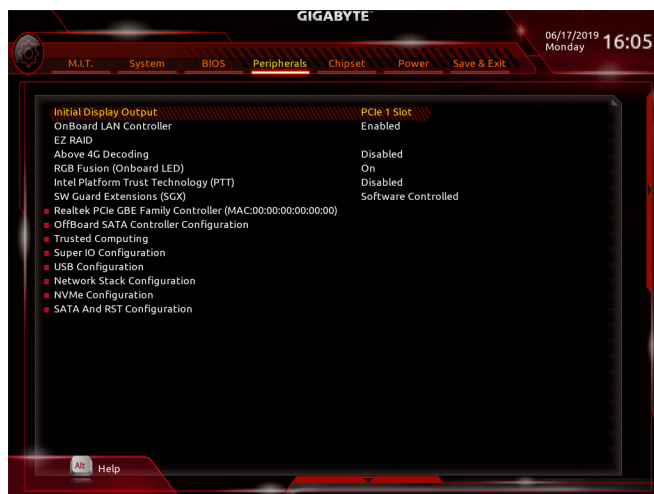 GIGABYTE™
06/17/2019 Monday 16:05
M.I.T. System BIOS Peripherals Chipset Power Save & Exit
Initial Display Output PCIe 1 Slot
OnBoard LAN Controller Enabled
EZ RAID
Above 4G Decoding Disabled
RGB Fusion (Onboard LED) On
Intel Platform Trust Technology (PTT) Disabled
SW Guard Extensions (SGX) Software Controlled
Realtek PCIe GBE Family Controller (MAC:00:00:00:00:00:00)
OffBoard SATA Controller Configuration
Trusted Computing
Super IO Configuration
USB Configuration
Network Stack Configuration
NVMe Configuration
SATA And RST Configuration
Alt Help